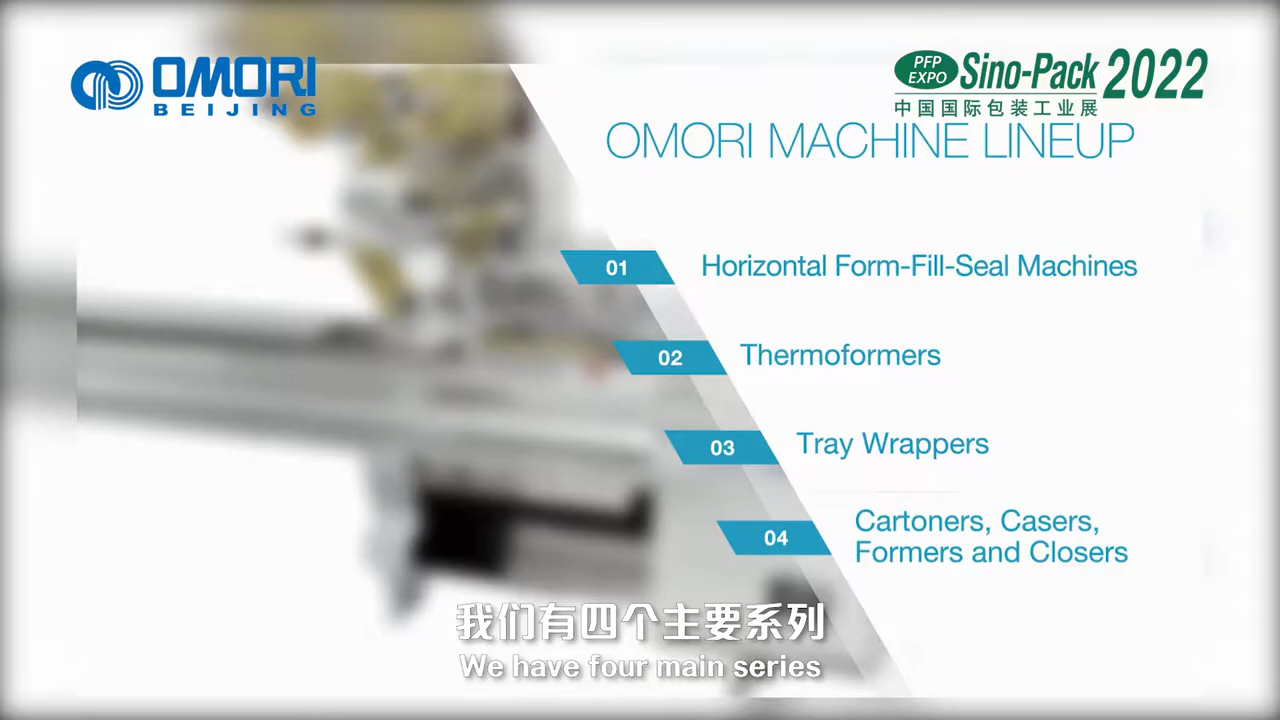 OMORI
BEIJING
PFP
EXPO
Sino-Pack 2022
中国国际包装工业展
OMORI MACHINE LINEUP
01 Horizontal Form-Fill-Seal Machines
02 Thermoformers
03 Tray Wrappers
04 Cartoners, Casers,
Formers and Closers
我们有四个主要系列
We have four main series